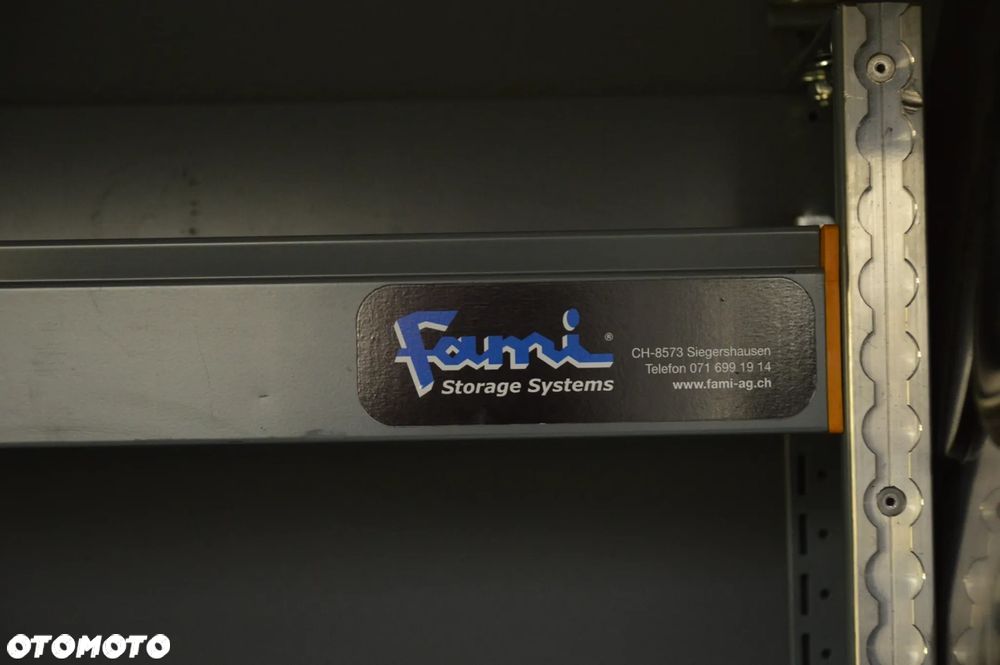 Fami ®
Storage Systems
CH-8573 Siegershausen
Telefon 071 699 19 14
www.fami-ag.ch
OTOMOTO